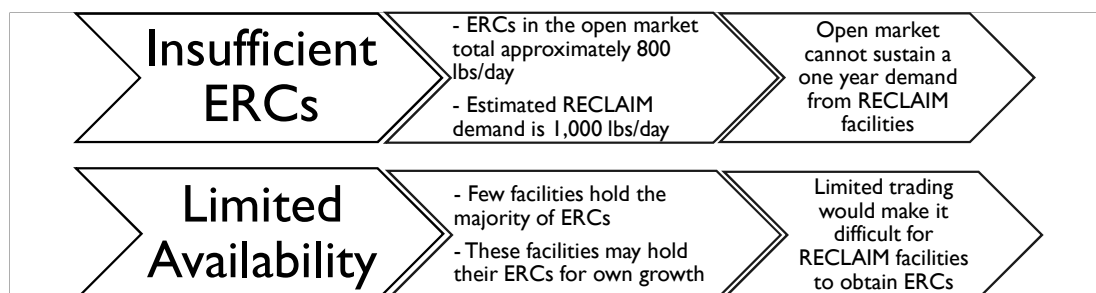 Insufficient
ERCs
- ERCs in the open market
total approximately 800
lbs/day
- Estimated RECLAIM
demand is 1,000 lbs/day
Open market
cannot sustain a
one year demand
from RECLAIM
facilities
Limited
Availability
- Few facilities hold the
majority of ERCs
- These facilities may hold
their ERCs for own growth
Limited trading
would make it
difficult for
RECLAIM facilities
to obtain ERCs